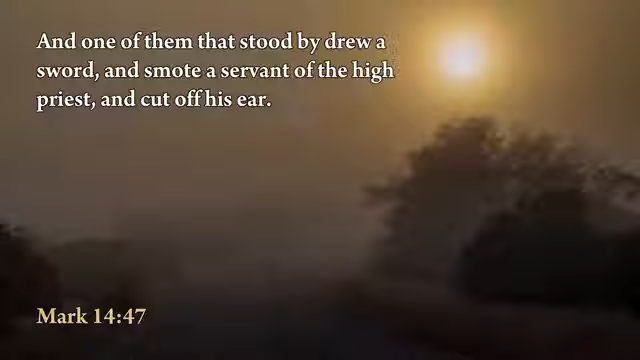 And one of them that stood by drew a
sword, and smote a servant of the high
priest, and cut off his ear.
Mark 14:47